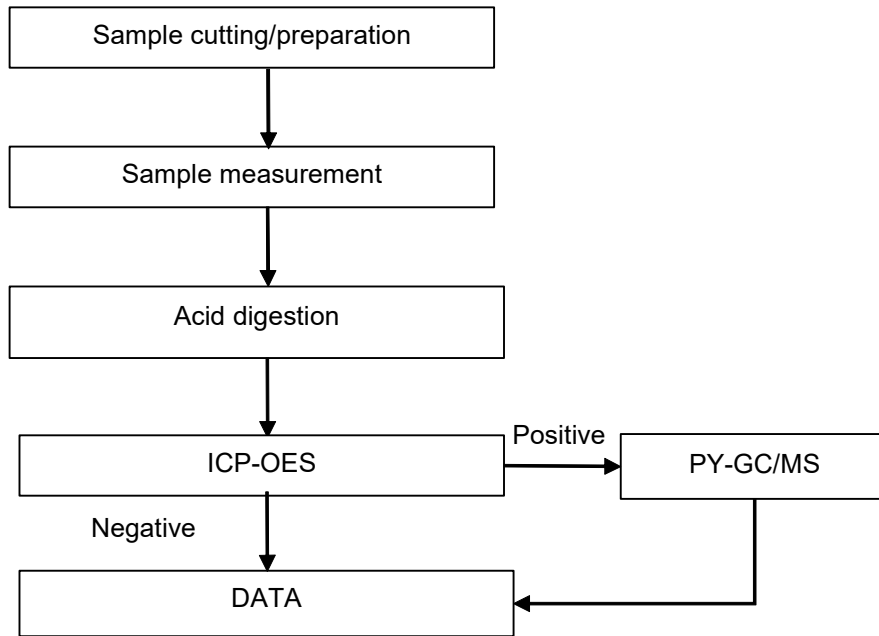 Sample cutting/preparation
Sample measurement
Acid digestion
ICP-OES
Positive
PY-GC/MS
Negative
DATA